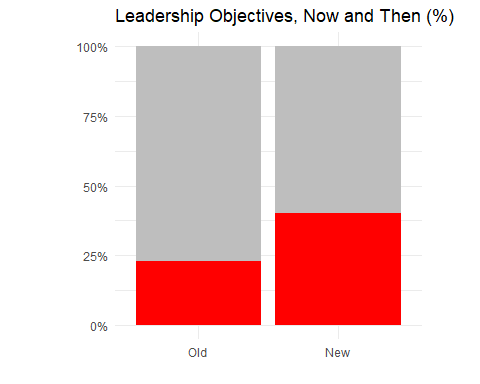 Leadership Objectives, Now and Then (%)
100%
75%
50%
25%
0%
Old New